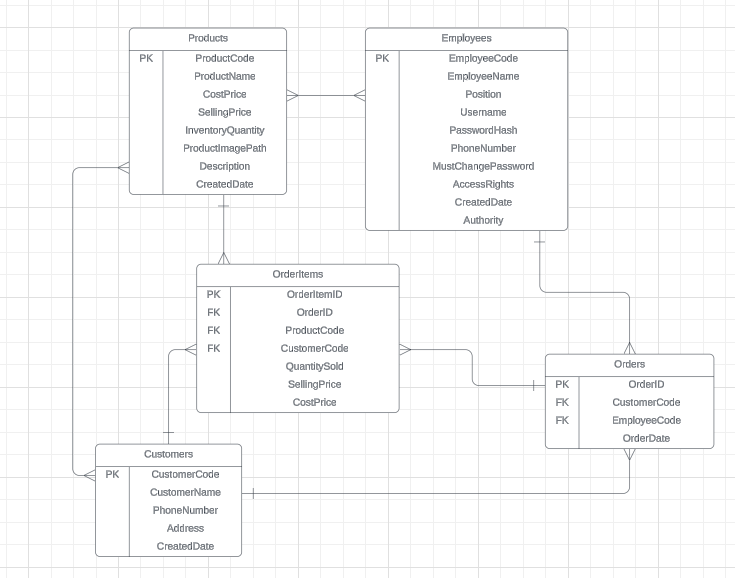 Products
PK ProductCode
ProductName
CostPrice
SellingPrice
InventoryQuantity
ProductImagePath
Description
CreatedDate
Employees
PK EmployeeCode
EmployeeName
Position
Username
PasswordHash
PhoneNumber
MustChangePassword
AccessRights
CreatedDate
Authority
OrderItems
PK OrderItemID
FK OrderID
FK ProductCode
FK CustomerCode
QuantitySold
SellingPrice
CostPrice
Orders
PK OrderID
FK CustomerCode
FK EmployeeCode
OrderDate
Customers
PK CustomerCode
CustomerName
PhoneNumber
Address
CreatedDate